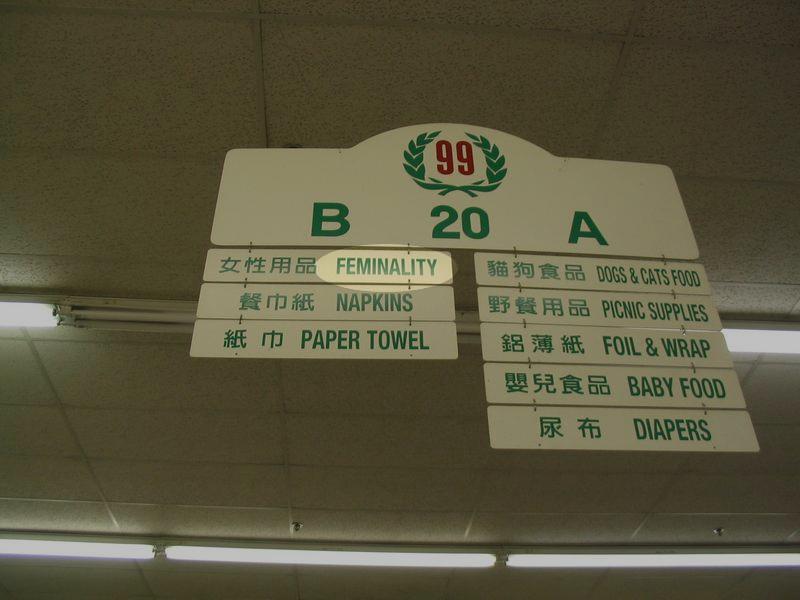 99
B 20 A
女性用品 FEMINALITY
餐巾紙 NAPKINS
紙巾 PAPER TOWEL
貓狗食品 DOGS & CATS FOOD
野餐用品 PICNIC SUPPLIES
鋁薄紙 FOIL & WRAP
嬰兒食品 BABY FOOD
尿布 DIAPERS